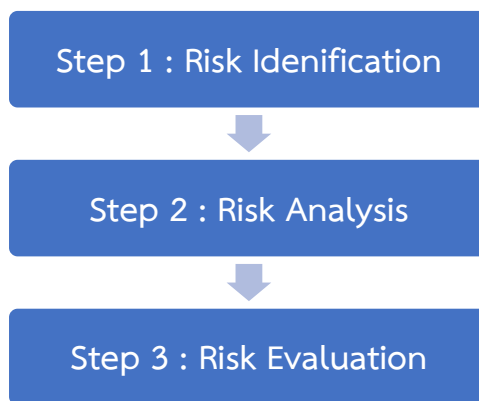 Step 1 : Risk Idenification
Step 2 : Risk Analysis
Step 3 : Risk Evaluation